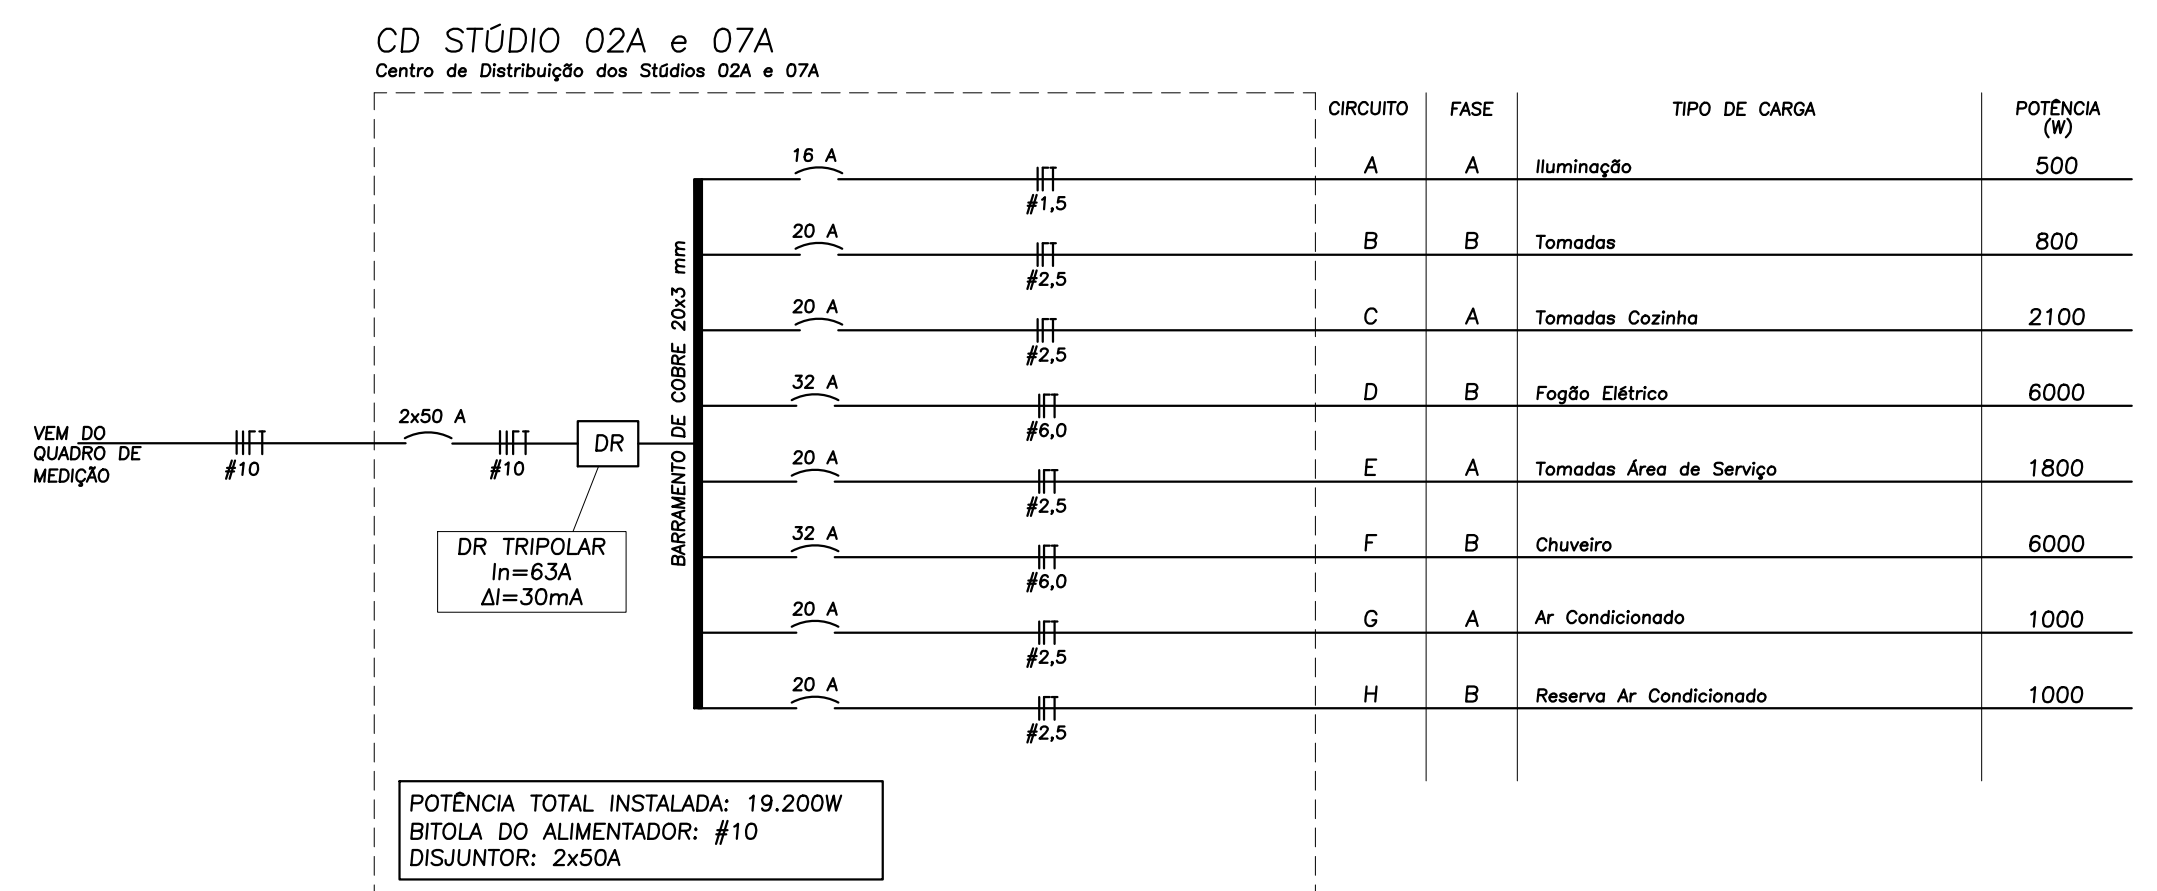 CD STÚDIO 02A e 07A
Centro de Distribuição dos Stúdios 02A e 07A
CIRCUITO FASE TIPO DE CARGA POTÊNCIA
(W)
16 A
#1,5
A A Iluminação 500
20 A
#2,5
B B Tomadas 800
20 A
#2,5
C A Tomadas Cozinha 2100
32 A
#6,0
D B Fogão Elétrico 6000
20 A
#2,5
E A Tomadas Área de Serviço 1800
32 A
#6,0
F B Chuveiro 6000
20 A
#2,5
G A Ar Condicionado 1000
20 A
#2,5
H B Reserva Ar Condicionado 1000
BARRAMENTO DE COBRE 20x3 mm
VEM DO
QUADRO DE
MEDIÇÃO
#10
2x50 A
#10
DR
DR TRIPOLAR
In=63A
ΔI=30mA
POTÊNCIA TOTAL INSTALADA: 19.200W
BITOLA DO ALIMENTADOR: #10
DISJUNTOR: 2x50A